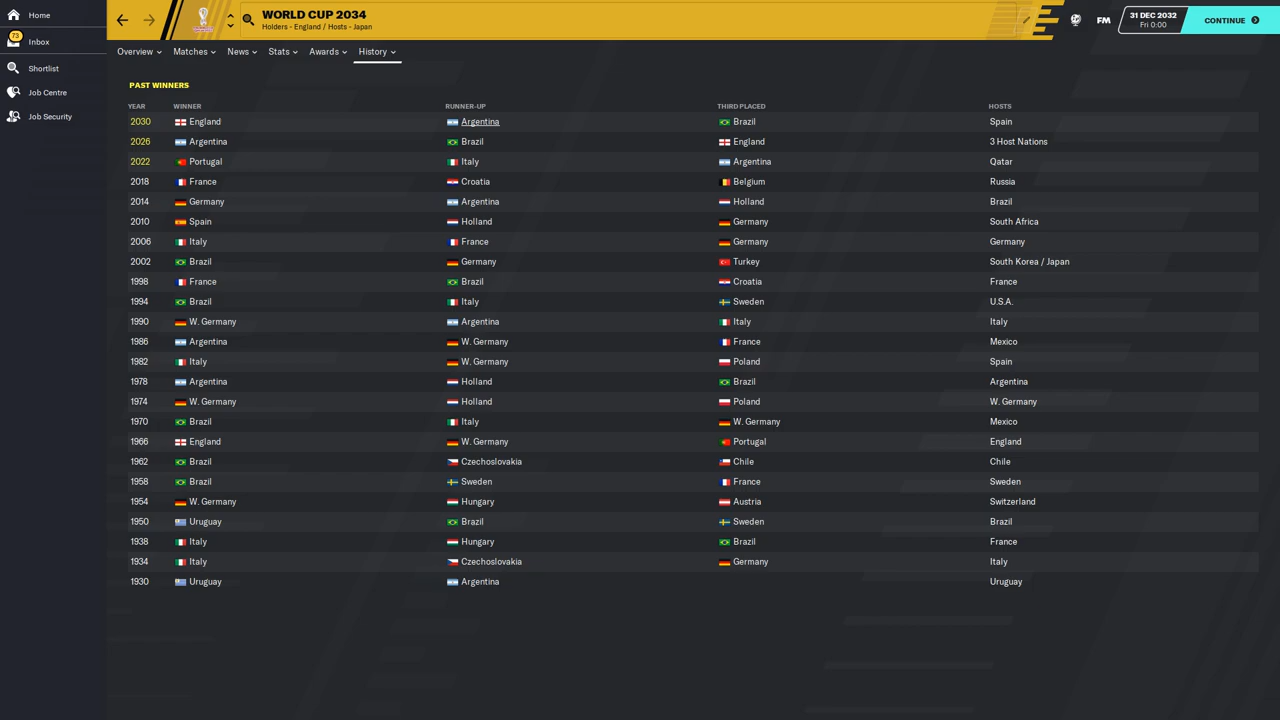 Home
73
Inbox
Shortlist
Job Centre
Job Security
WORLD CUP 2034
Holders - England / Hosts - Japan
FM
31 DEC 2032
Fri 0:00
CONTINUE
Overview Matches News Stats Awards History
PAST WINNERS
YEAR WINNER RUNNER-UP THIRD PLACED HOSTS
2030 England Argentina Brazil Spain
2026 Argentina Brazil England 3 Host Nations
2022 Portugal Italy Argentina Qatar
2018 France Croatia Belgium Russia
2014 Germany Argentina Holland Brazil
2010 Spain Holland Germany South Africa
2006 Italy France Germany Germany
2002 Brazil Germany Turkey South Korea / Japan
1998 France Brazil Croatia France
1994 Brazil Italy Sweden U.S.A.
1990 W. Germany Argentina Italy Italy
1986 Argentina W. Germany France Mexico
1982 Italy W. Germany Poland Spain
1978 Argentina Holland Brazil Argentina
1974 W. Germany Holland Poland W. Germany
1970 Brazil Italy W. Germany Mexico
1966 England W. Germany Portugal England
1962 Brazil Czechoslovakia Chile Chile
1958 Brazil Sweden France Sweden
1954 W. Germany Hungary Austria Switzerland
1950 Uruguay Brazil Sweden Brazil
1938 Italy Hungary Brazil France
1934 Italy Czechoslovakia Germany Italy
1930 Uruguay Argentina Uruguay